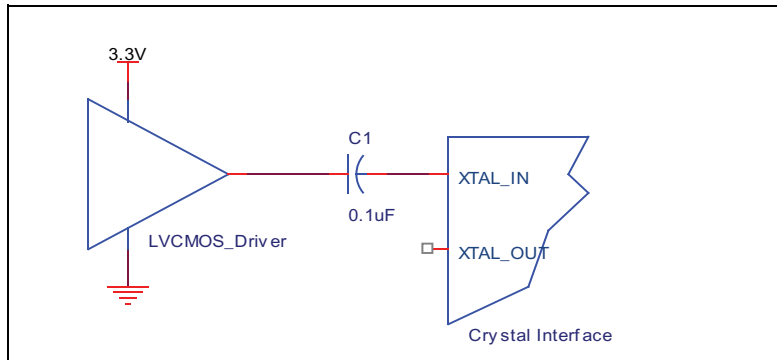 3.3V
C1
XTAL_IN
0.1uF
LVCMOS_Driver
XTAL_OUT
Crystal Interface